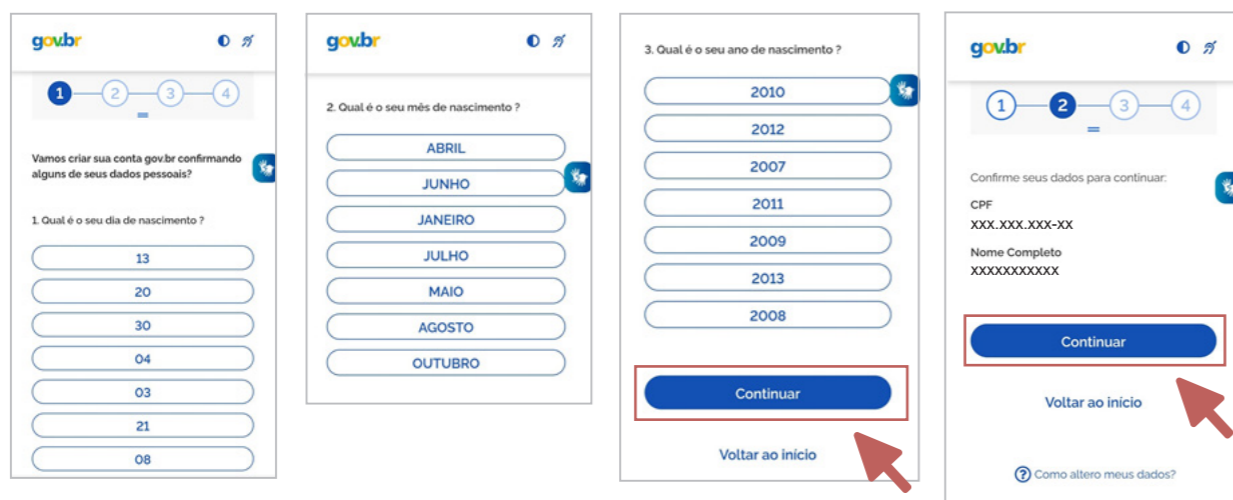 gov.br
1 2 3 4
Vamos criar sua conta gov.br confirmando
alguns de seus dados pessoais?
1. Qual é o seu dia de nascimento ?
13
20
30
04
03
21
08
gov.br
2. Qual é o seu mês de nascimento ?
ABRIL
JUNHO
JANEIRO
JULHO
MAIO
AGOSTO
OUTUBRO
3. Qual é o seu ano de nascimento ?
2010
2012
2007
2011
2009
2013
2008
Continuar
Voltar ao início
gov.br
1 2 3 4
Confirme seus dados para continuar:
CPF
XXX.XXX.XXX-XX
Nome Completo
XXXXXXXXXXX
Continuar
Voltar ao início
? Como altero meus dados?